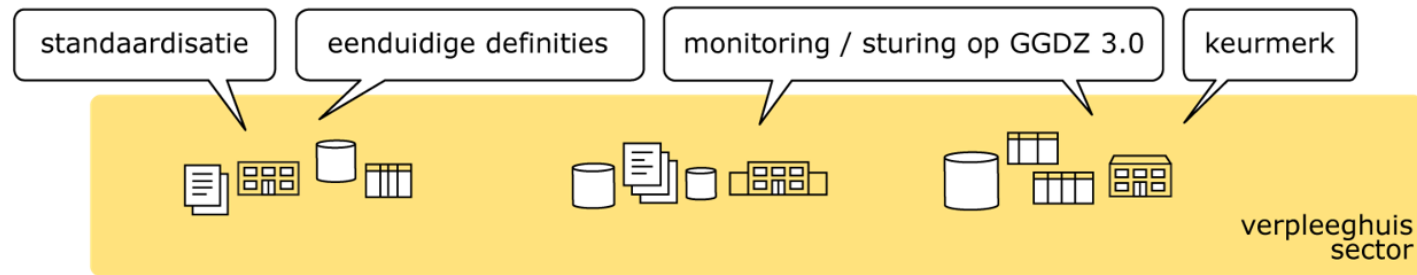 standaardisatie
eenduidige definities
monitoring / sturing op GGDZ 3.0
keurmerk
verpleeghuis
sector